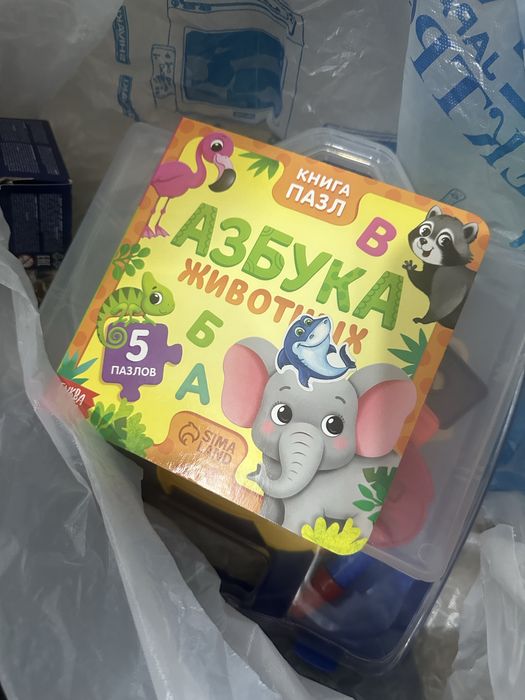 КНИГА
ПАЗЛ
В
АЗБУКА
ЖИВОТНЫХ
Б
А
5
ПАЗЛОВ
SIMA
LAND